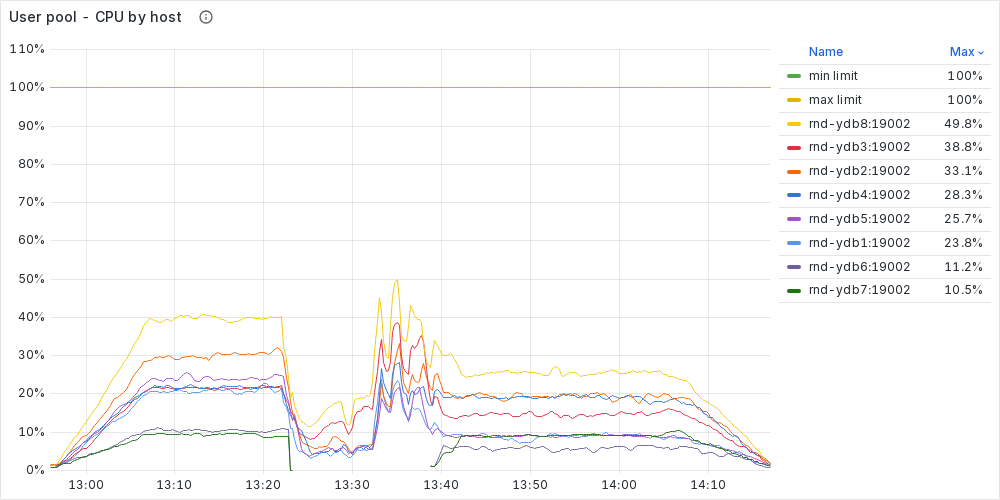 User pool - CPU by host
110%
100%
90%
80%
70%
60%
50%
40%
30%
20%
10%
0%
13:00 13:10 13:20 13:30 13:40 13:50 14:00 14:10
Name Max
min limit 100%
max limit 100%
rnd-ydb8:19002 49.8%
rnd-ydb3:19002 38.8%
rnd-ydb2:19002 33.1%
rnd-ydb4:19002 28.3%
rnd-ydb5:19002 25.7%
rnd-ydb1:19002 23.8%
rnd-ydb6:19002 11.2%
rnd-ydb7:19002 10.5%